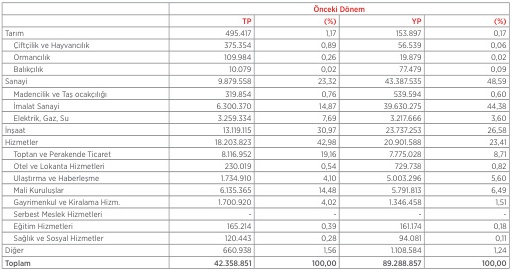 Önceki Dönem
TP (%) YP (%)
Tarım 495.417 1,17 153.897 0,17
Çiftçilik ve Hayvancılık 375.354 0,89 56.539 0,06
Ormancılık 109.984 0,26 19.879 0,02
Balıkçılık 10.079 0,02 77.479 0,09
Sanayi 9.879.558 23,32 43.387.535 48,59
Madencilik ve Taş ocakçılığı 319.854 0,76 539.594 0,60
İmalat Sanayi 6.300.370 14,87 39.630.275 44,38
Elektrik, Gaz, Su 3.259.334 7,69 3.217.666 3,60
İnşaat 13.119.115 30,97 23.737.253 26,58
Hizmetler 18.203.823 42,98 20.901.588 23,41
Toptan ve Perakende Ticaret 8.116.952 19,16 7.775.028 8,71
Otel ve Lokanta Hizmetleri 230.019 0,54 729.738 0,82
Ulaştırma ve Haberleşme 1.734.910 4,10 5.003.296 5,60
Mali Kuruluşlar 6.135.365 14,48 5.791.813 6,49
Gayrimenkul ve Kiralama Hizm. 1.700.920 4,02 1.346.458 1,51
Serbest Meslek Hizmetleri - - - -
Eğitim Hizmetleri 165.214 0,39 161.174 0,18
Sağlık ve Sosyal Hizmetler 120.443 0,28 94.081 0,11
Diğer 660.938 1,56 1.108.584 1,24
Toplam 42.358.851 100,00 89.288.857 100,00